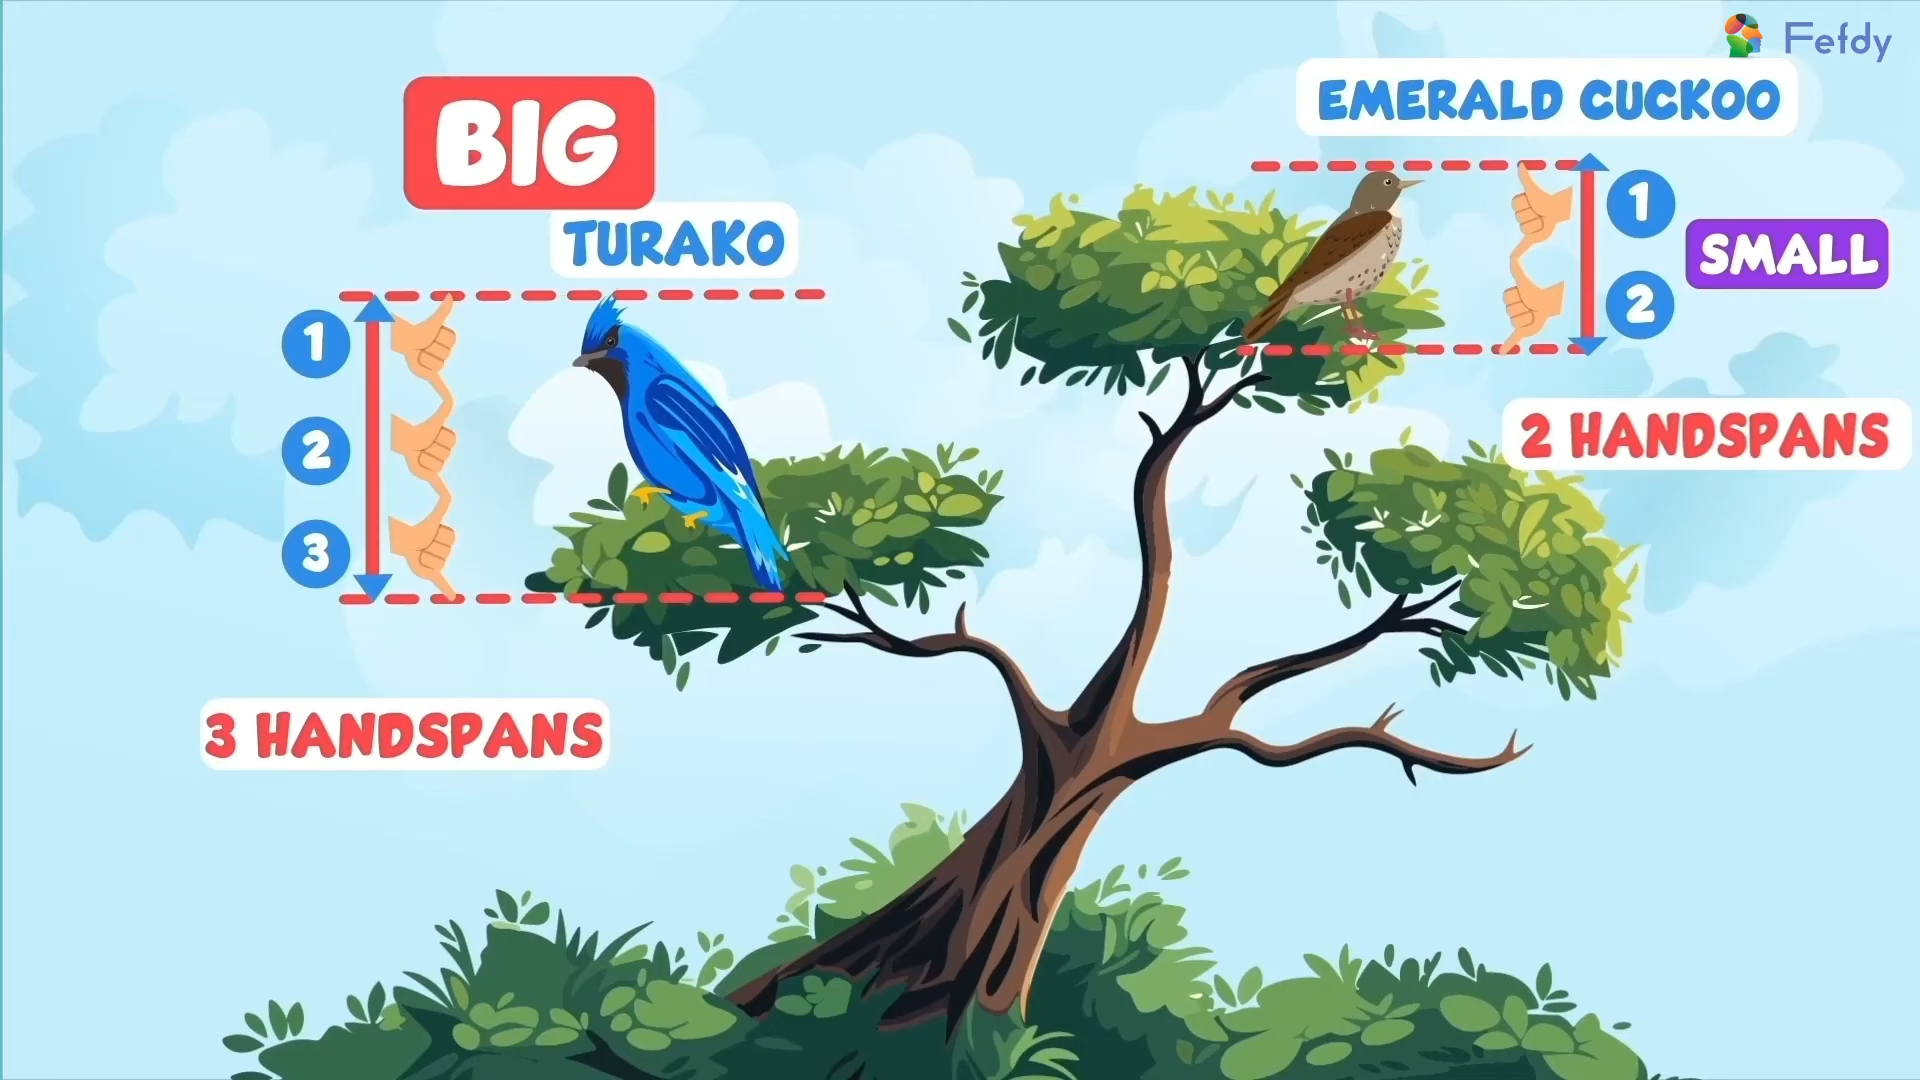 Fefdy
BIG
TURAKO
1
2
3
3 HANDSPANS
EMERALD CUCKOO
1
2
SMALL
2 HANDSPANS